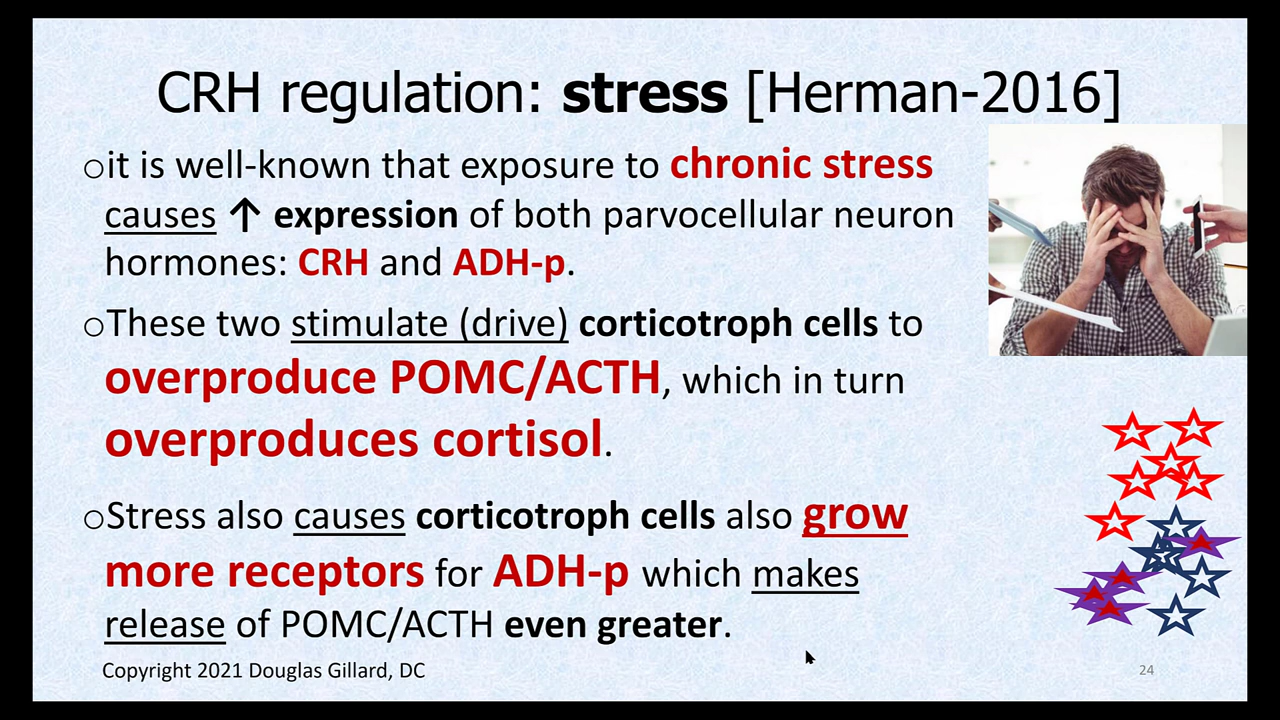 CRH regulation: stress [Herman-2016]
○it is well-known that exposure to chronic stress
causes ↑ expression of both parvocellular neuron
hormones: CRH and ADH-p.
○These two stimulate (drive) corticotroph cells to
overproduce POMC/ACTH, which in turn
overproduces cortisol.
○Stress also causes corticotroph cells also grow
more receptors for ADH-p which makes
release of POMC/ACTH even greater.
Copyright 2021 Douglas Gillard, DC
24